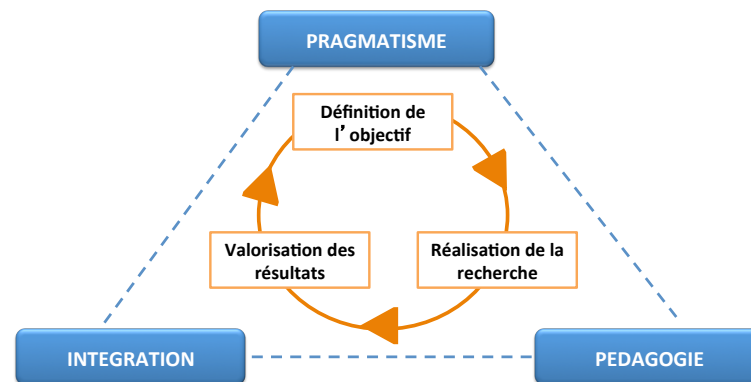 PRAGMATISME
Définition de
l’objectif
Valorisation des
résultats
Réalisation de la
recherche
INTEGRATION
PEDAGOGIE